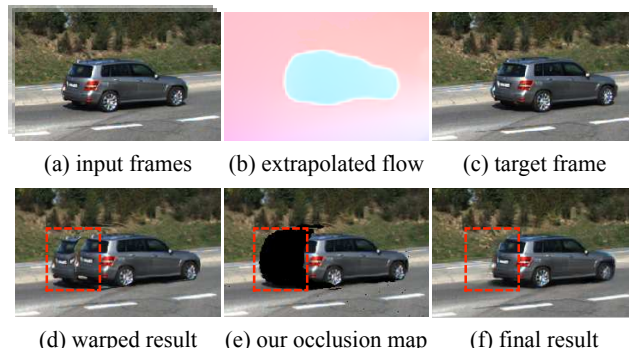 (a) input frames (b) extrapolated flow (c) target frame
(d) warped result (e) our occlusion map (f) final result